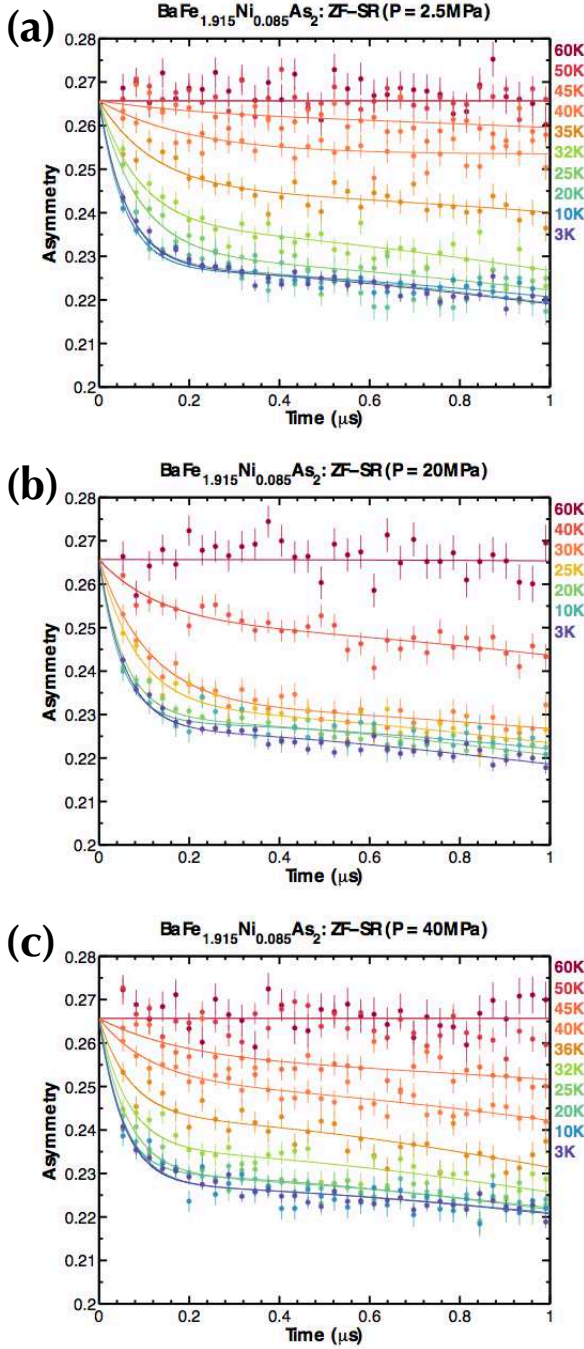 (a)
BaFe1.915Ni0.085As2: ZF-SR (P = 2.5MPa)
0.28
0.27
0.26
0.25
0.24
0.23
0.22
0.21
0.2
Asymmetry
60K
50K
45K
40K
35K
32K
25K
20K
10K
3K
0
0.2
0.4
0.6
0.8
1
Time (μs)
(b)
BaFe1.915Ni0.085As2: ZF-SR (P = 20MPa)
0.28
0.27
0.26
0.25
0.24
0.23
0.22
0.21
0.2
Asymmetry
60K
40K
30K
25K
20K
10K
3K
0
0.2
0.4
0.6
0.8
1
Time (μs)
(c)
BaFe1.915Ni0.085As2: ZF-SR (P = 40MPa)
0.28
0.27
0.26
0.25
0.24
0.23
0.22
0.21
0.2
Asymmetry
60K
50K
45K
40K
36K
32K
25K
20K
10K
3K
0
0.2
0.4
0.6
0.8
1
Time (μs)